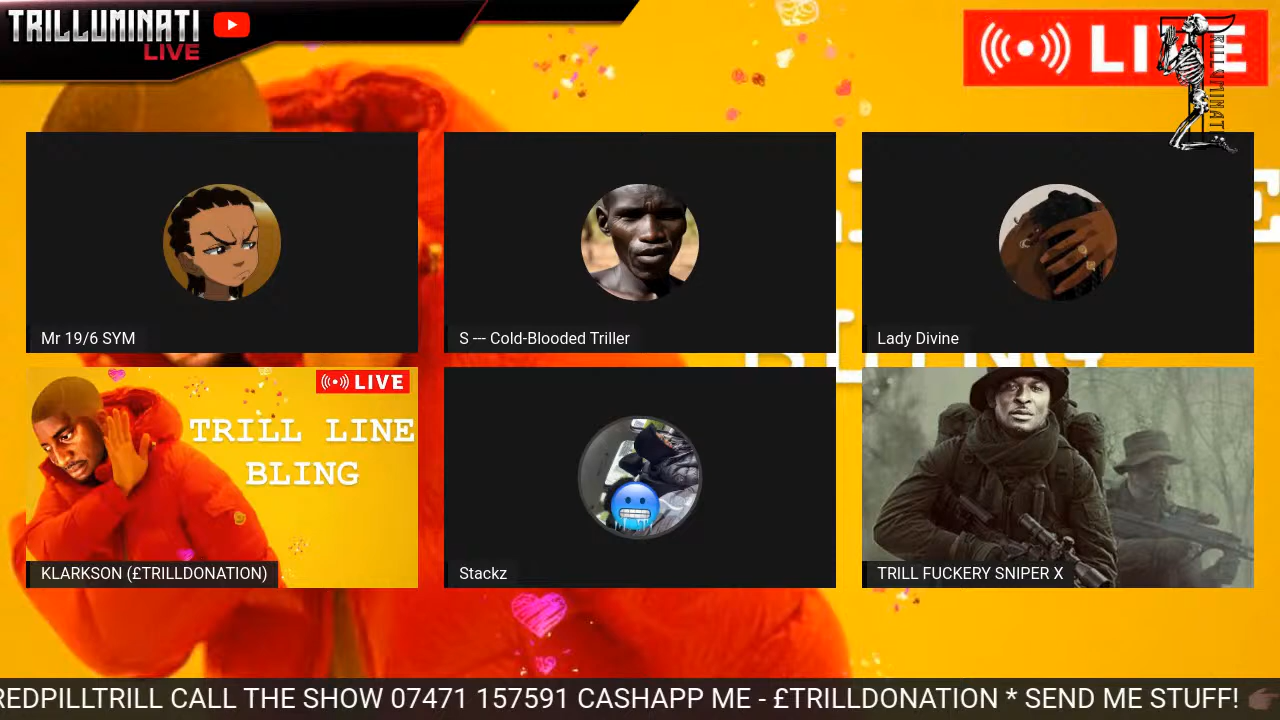 TRILLUMINATI
LIVE
LIVE
TRILLUMINATI
Mr 19/6 SYM
S --- Cold-Blooded Triller
Lady Divine
LIVE
TRILL LINE
BLING
KLARKSON (£TRILLDONATION)
Stackz
TRILL FUCKERY SNIPER X
REDPILLTRILL CALL THE SHOW 07471 157591 CASHAPP ME - £TRILLDONATION * SEND ME STUFF!